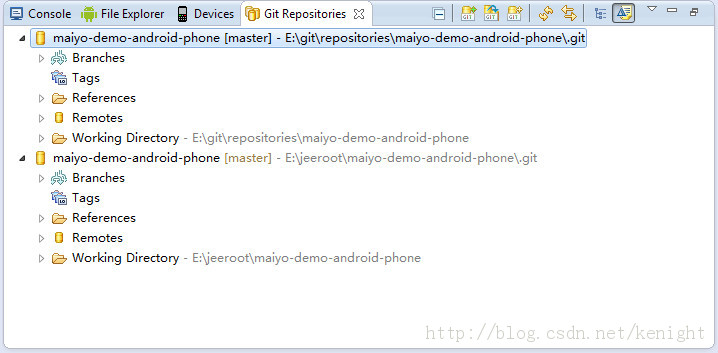 Console File Explorer Devices Git Repositories
maiyo-demo-android-phone [master] - E:\git\repositories\maiyo-demo-android-phone\.git
Branches
Tags
References
Remotes
Working Directory - E:\git\repositories\maiyo-demo-android-phone
maiyo-demo-android-phone [master] - E:\jeeroot\maiyo-demo-android-phone\.git
Branches
Tags
References
Remotes
Working Directory - E:\jeeroot\maiyo-demo-android-phone
http://blog.csdn.net/kenight